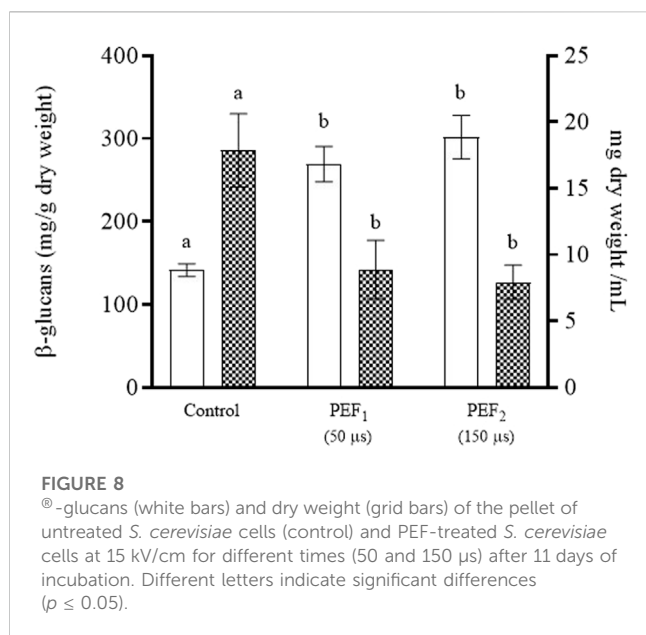 400
300
200
100
0
β-glucans (mg/g dry weight)
25
20
15
10
5
0
mg dry weight /mL
a
a
b
b
b
b
Control
PEF1
(50 µs)
PEF2
(150 µs)
FIGURE 8
®-glucans (white bars) and dry weight (grid bars) of the pellet of
untreated S. cerevisiae cells (control) and PEF-treated S. cerevisiae
cells at 15 kV/cm for different times (50 and 150 µs) after 11 days of
incubation. Different letters indicate significant differences
(p ≤ 0.05).